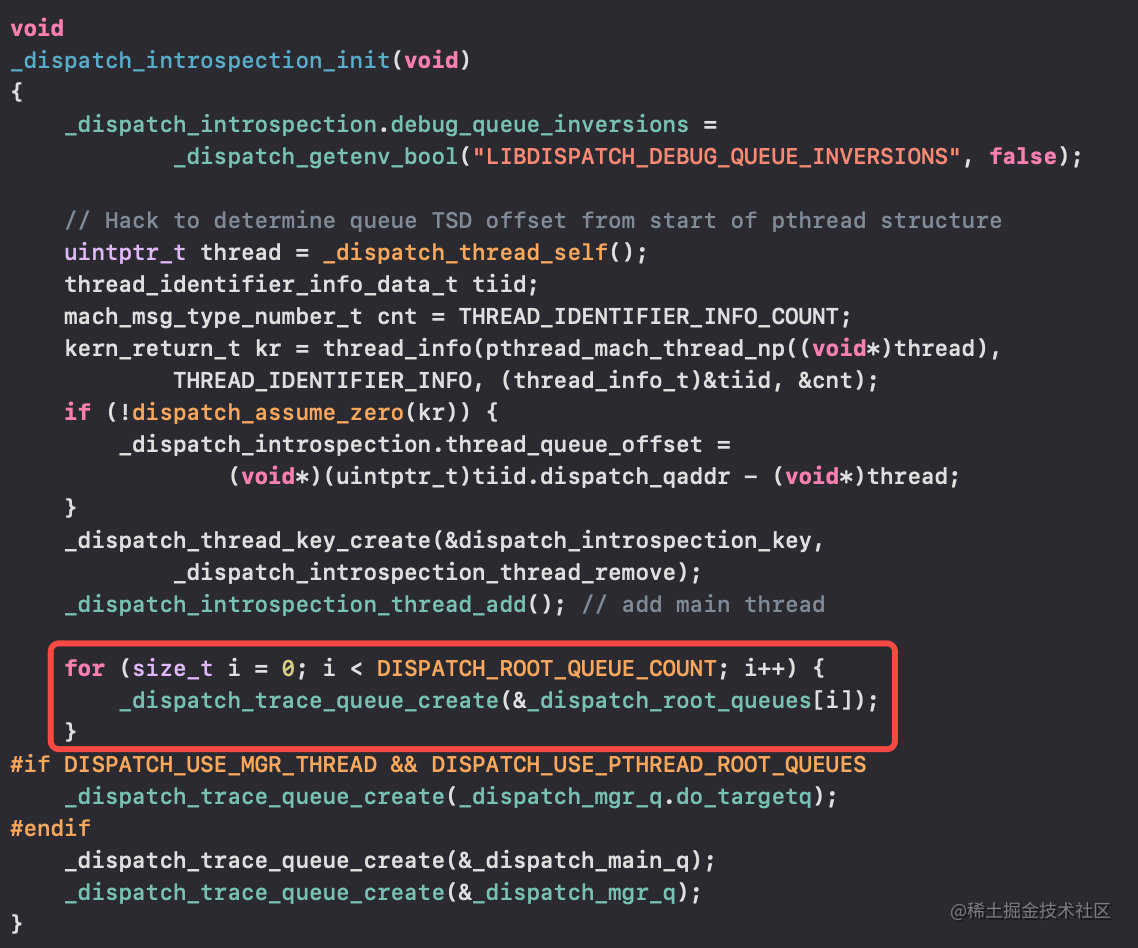 void
_dispatch_introspection_init(void)
{
    _dispatch_introspection.debug_queue_inversions =
            _dispatch_getenv_bool("LIBDISPATCH_DEBUG_QUEUE_INVERSIONS", false);

    // Hack to determine queue TSD offset from start of pthread structure
    uintptr_t thread = _dispatch_thread_self();
    thread_identifier_info_data_t tiid;
    mach_msg_type_number_t cnt = THREAD_IDENTIFIER_INFO_COUNT;
    kern_return_t kr = thread_info(pthread_mach_thread_np((void*)thread),
            THREAD_IDENTIFIER_INFO, (thread_info_t)&tiid, &cnt);
    if (!dispatch_assume_zero(kr)) {
        _dispatch_introspection.thread_queue_offset =
                (void*)(uintptr_t)tiid.dispatch_qaddr - (void*)thread;
    }
    _dispatch_thread_key_create(&dispatch_introspection_key,
            _dispatch_introspection_thread_remove);
    _dispatch_introspection_thread_add(); // add main thread

    for (size_t i = 0; i < DISPATCH_ROOT_QUEUE_COUNT; i++) {
        _dispatch_trace_queue_create(&_dispatch_root_queues[i]);
    }
#if DISPATCH_USE_MGR_THREAD && DISPATCH_USE_PTHREAD_ROOT_QUEUES
    _dispatch_trace_queue_create(_dispatch_mgr_q.do_targetq);
#endif
    _dispatch_trace_queue_create(&_dispatch_main_q);
    _dispatch_trace_queue_create(&_dispatch_mgr_q);
}
@稀土掘金技术社区